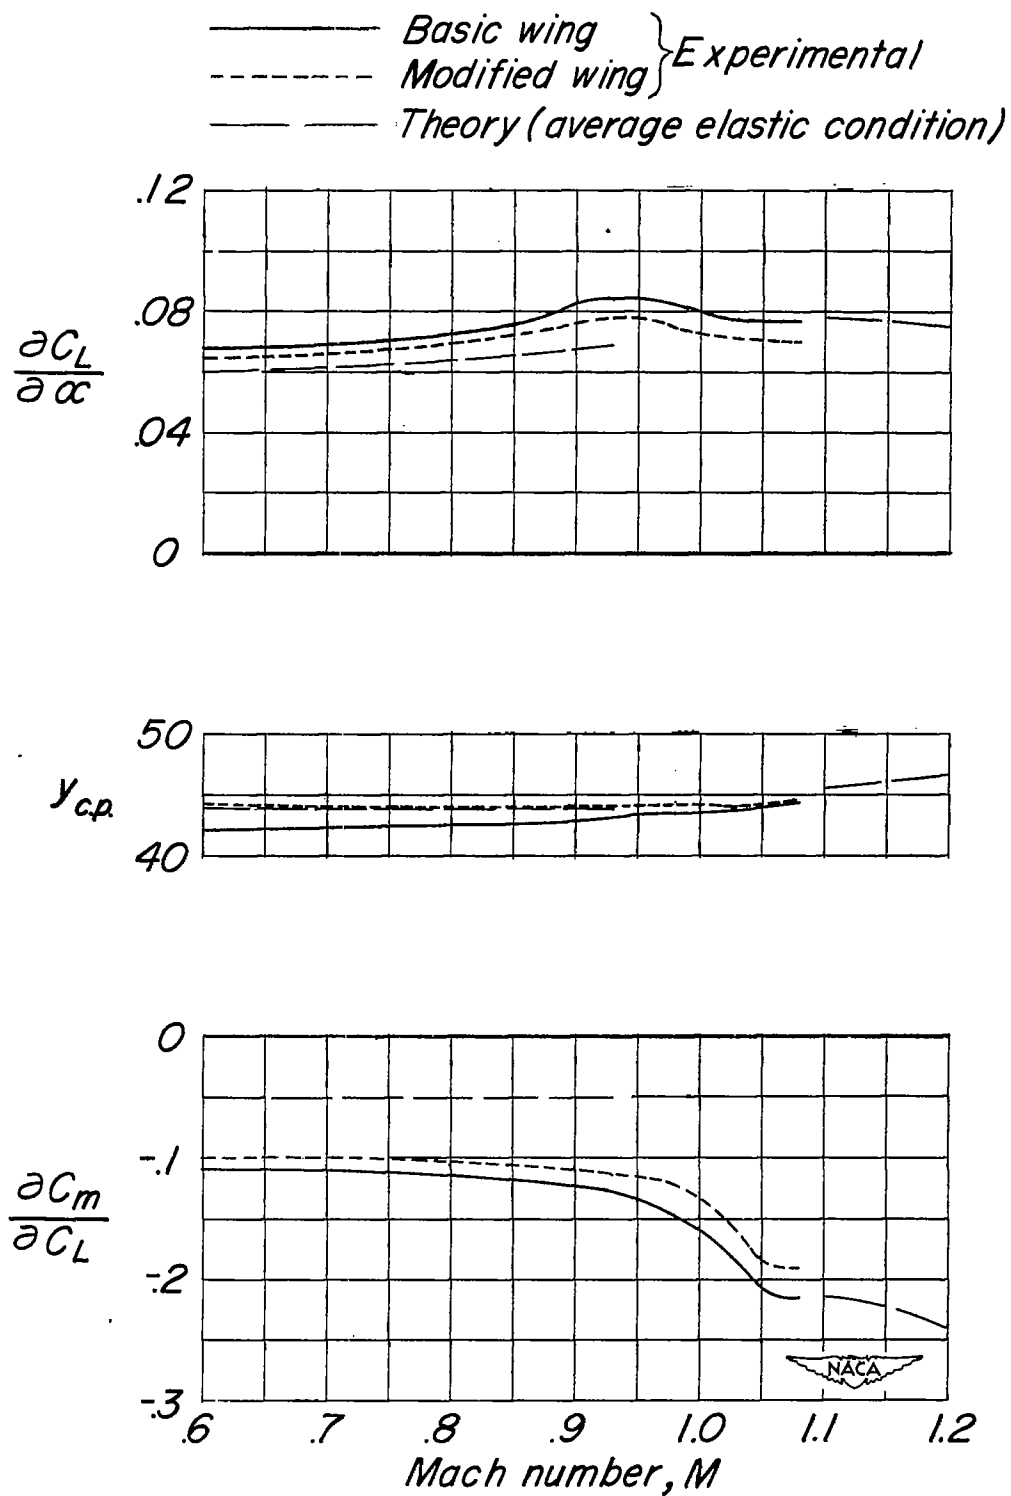 Basic wing
Modified wing
Experimental
Theory (average elastic condition)
.12
.08
.04
0
∂C_L
∂α
50
40
y_c.p.
0
-.1
-.2
-.3
∂C_m
∂C_L
NACA
.6 .7 .8 .9 1.0 1.1 1.2
Mach number, M